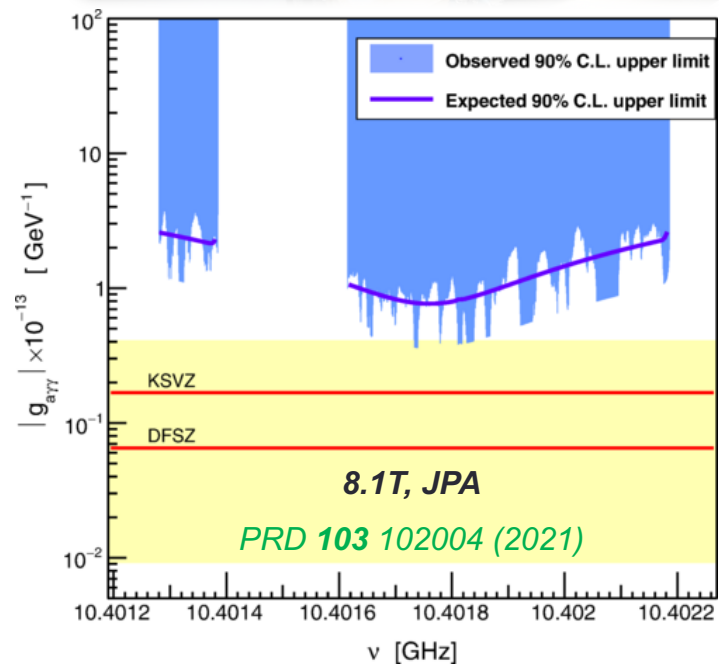 10²
Observed 90% C.L. upper limit
Expected 90% C.L. upper limit
10
1
10⁻¹
10⁻²
| g_aγγ | ×10⁻¹³ [ GeV⁻¹ ]
KSVZ
DFSZ
8.1T, JPA
PRD 103 102004 (2021)
10.4012 10.4014 10.4016 10.4018 10.402 10.4022
ν [GHz]